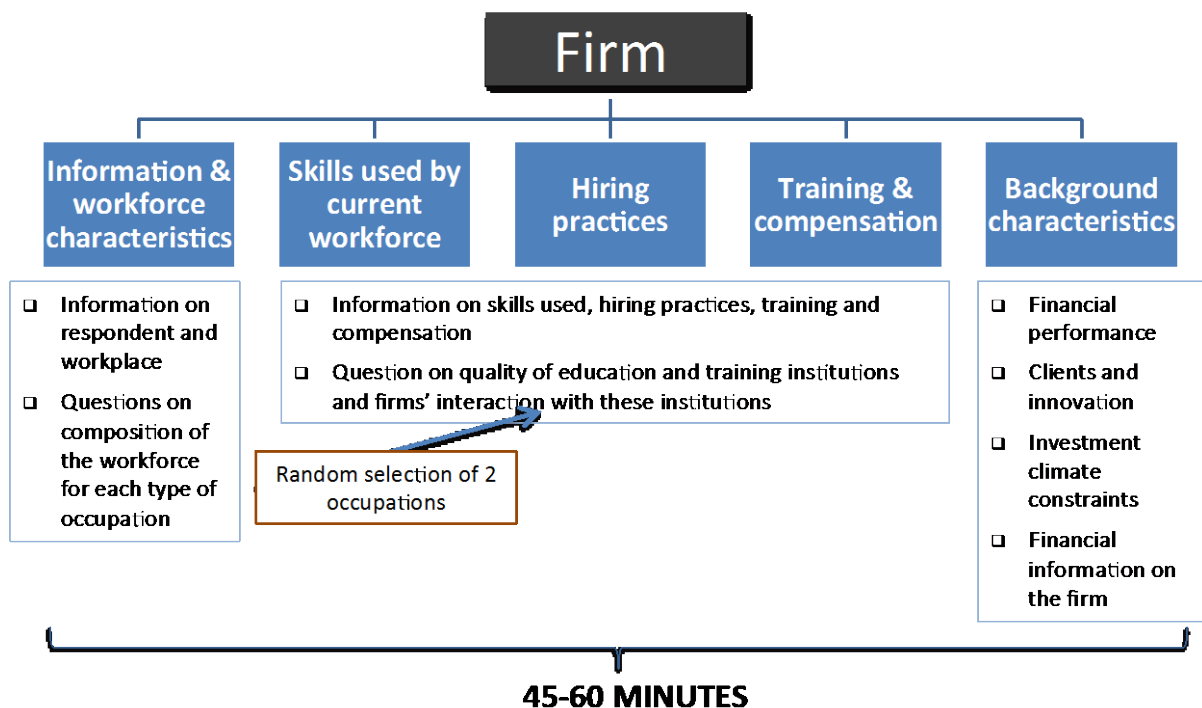 Firm
Information &
workforce
characteristics
Skills used by
current
workforce
Hiring
practices
Training &
compensation
Background
characteristics
❑ Information on
respondent and
workplace
❑ Questions on
composition of
the workforce
for each type of
occupation
❑ Information on skills used, hiring practices, training and
compensation
❑ Question on quality of education and training institutions
and firms’ interaction with these institutions
Random selection of 2
occupations
❑ Financial
performance
❑ Clients and
innovation
❑ Investment
climate
constraints
❑ Financial
information on
the firm
45-60 MINUTES